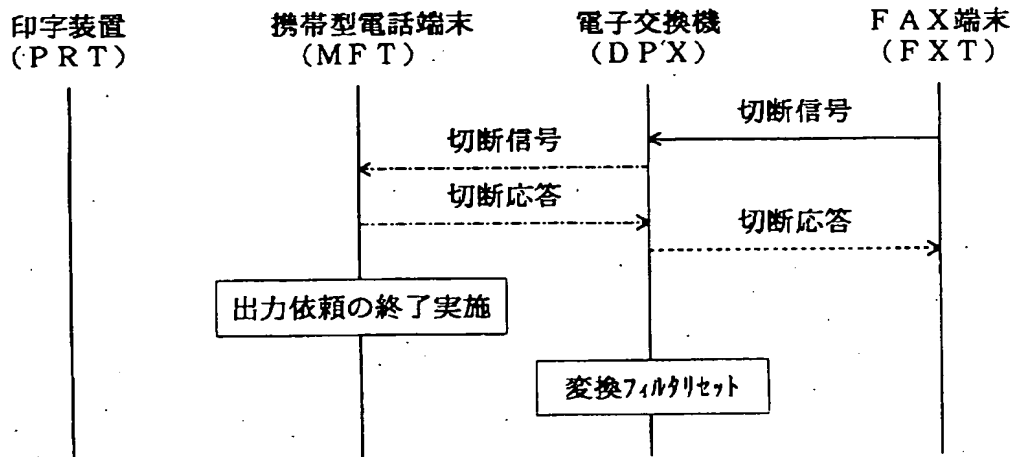 印字装置
(PRT)
携帯型電話端末
(MFT)
電子交換機
(DPX)
FAX端末
(FXT)
切断信号
切断信号
切断応答
切断応答
出力依頼の終了実施
変換フィルタリセット